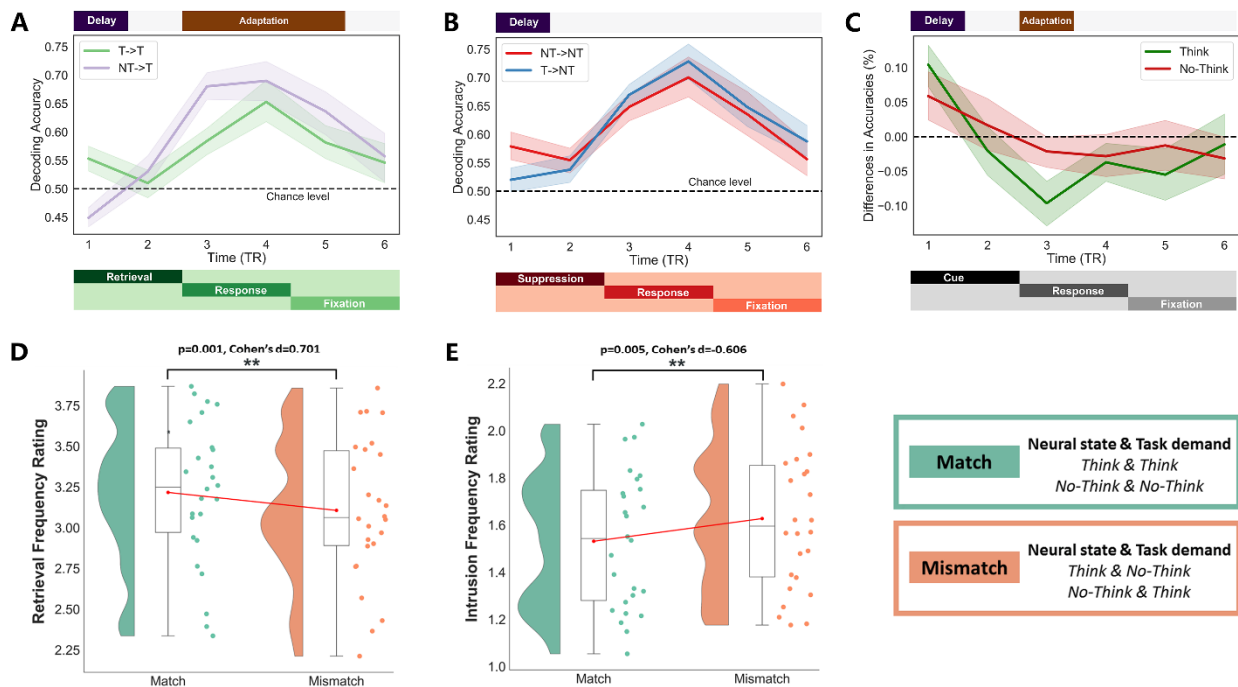 A
Delay
Adaptation
T->T
NT->T
Decoding Accuracy
0.75
0.70
0.65
0.60
0.55
0.50
0.45
Chance level
1 2 3 4 5 6
Time (TR)
Retrieval
Response
Fixation
B
Delay
NT->NT
T->NT
Decoding Accuracy
0.75
0.70
0.65
0.60
0.55
0.50
0.45
Chance level
1 2 3 4 5 6
Time (TR)
Suppression
Response
Fixation
C
Delay
Adaptation
Think
No-Think
Differences in Accuracies (%)
0.10
0.05
0.00
−0.05
−0.10
1 2 3 4 5 6
Time (TR)
Cue
Response
Fixation
D
p=0.001, Cohen's d=0.701
**
Retrieval Frequency Rating
3.75
3.50
3.25
3.00
2.75
2.50
2.25
Match Mismatch
E
p=0.005, Cohen's d=-0.606
**
Intrusion Frequency Rating
2.2
2.0
1.8
1.6
1.4
1.2
1.0
Match Mismatch
Match
Neural state & Task demand
Think & Think
No-Think & No-Think
Mismatch
Neural state & Task demand
Think & No-Think
No-Think & Think